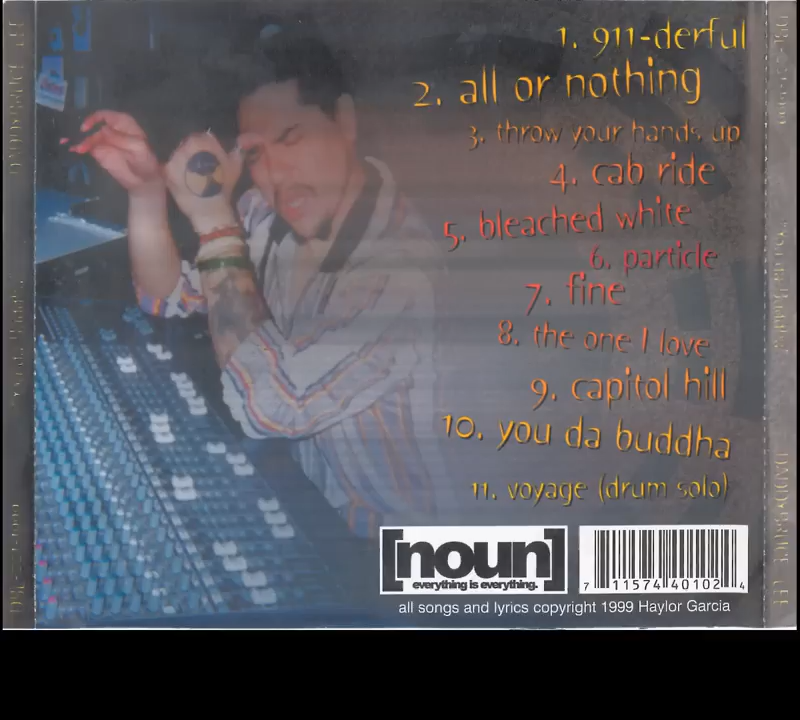 1. 911-derful
2. all or nothing
3. throw your hands up
4. cab ride
5. bleached white
6. particle
7. fine
8. the one I love
9. capitol hill
10. you da buddha
11. voyage (drum solo)
[noun]
everything is everything.
7 11574 40102 4
all songs and lyrics copyright 1999 Haylor Garcia